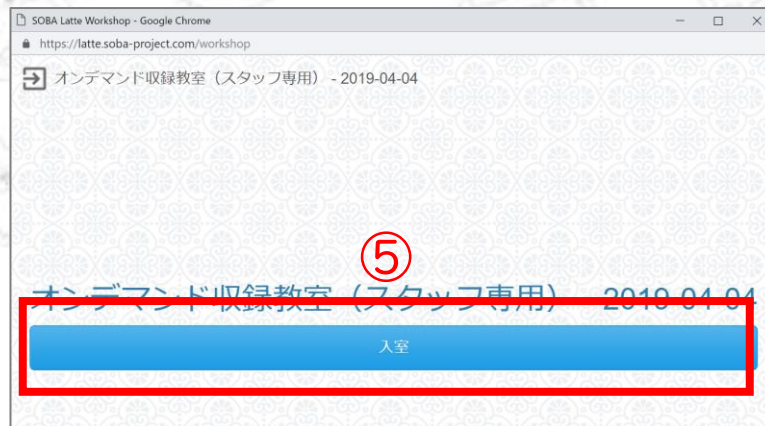 SOBA Latte Workshop - Google Chrome
https://latte.soba-project.com/workshop
オンデマンド収録教室（スタッフ専用） - 2019-04-04
⑤
オンデマンド収録教室（スタッフ専用） - 2019-04-04
入室